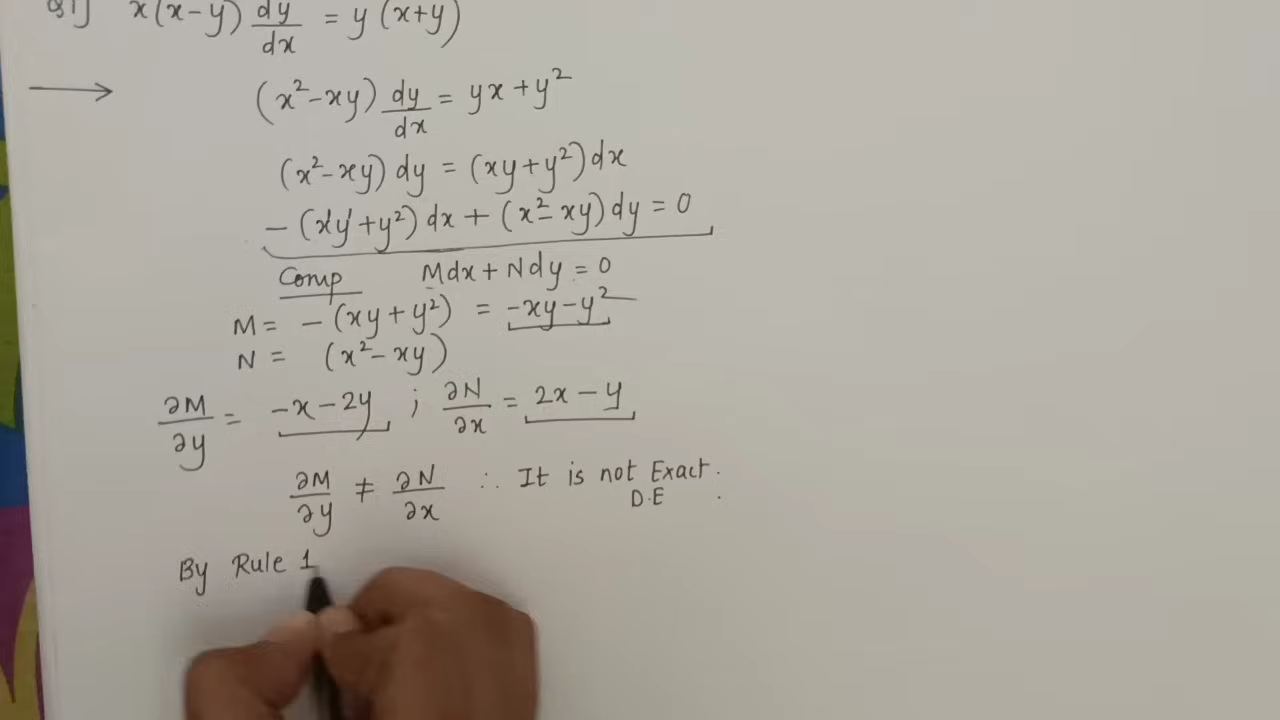 Q1] x(x-y) dy/dx = y (x+y)
(x²-xy) dy/dx = yx+y²
(x²-xy) dy = (xy+y²)dx
- (xy+y²) dx + (x²-xy) dy = 0
Comp Mdx + Ndy = 0
M = - (xy+y²) = -xy-y²
N = (x²-xy)
∂M/∂y = -x-2y ; ∂N/∂x = 2x-y
∂M/∂y ≠ ∂N/∂x ∴ It is not Exact.
D.E .
By Rule 1